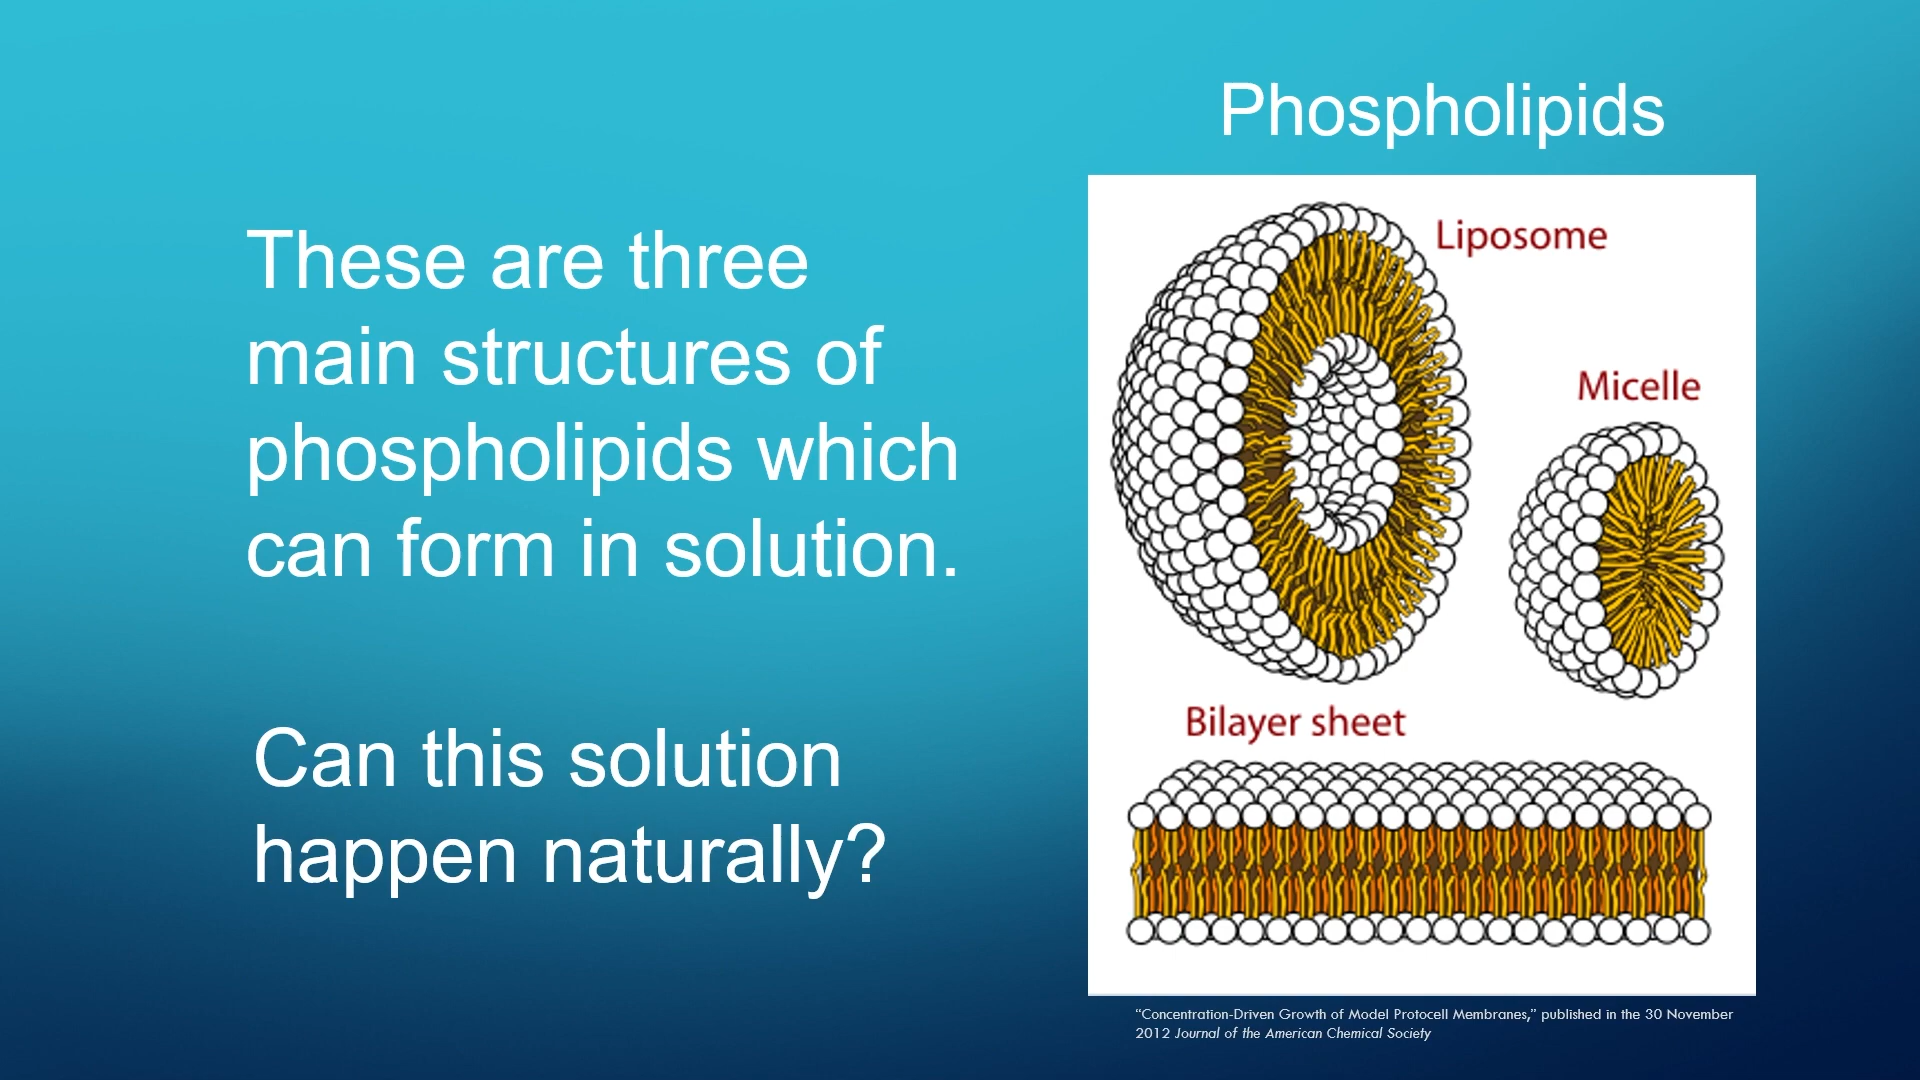 Phospholipids
These are three
main structures of
phospholipids which
can form in solution.
Can this solution
happen naturally?
Liposome
Micelle
Bilayer sheet
“Concentration-Driven Growth of Model Protocell Membranes,” published in the 30 November
2012 Journal of the American Chemical Society